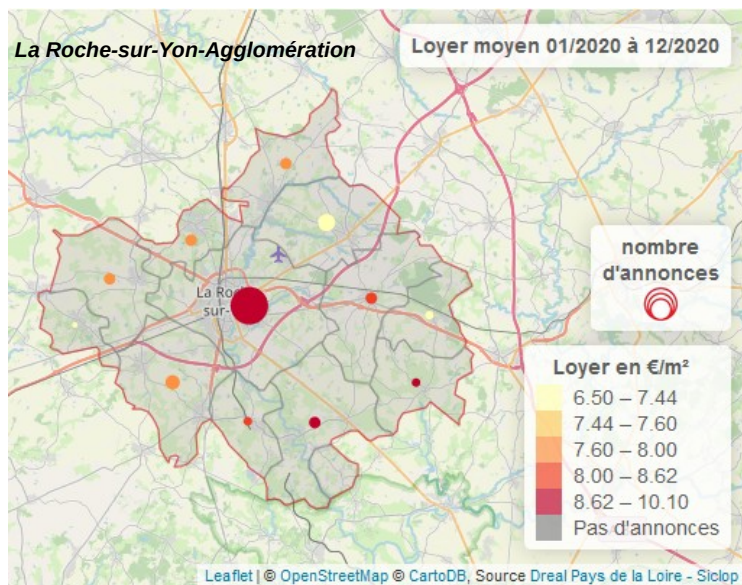 La Roche-sur-Yon-Agglomération
Loyer moyen 01/2020 à 12/2020
nombre
d'annonces
La Roc
sur-
Loyer en €/m²
6.50 – 7.44
7.44 – 7.60
7.60 – 8.00
8.00 – 8.62
8.62 – 10.10
Pas d'annonces
Leaflet | © OpenStreetMap © CartoDB, Source Dreal Pays de la Loire - Siclop